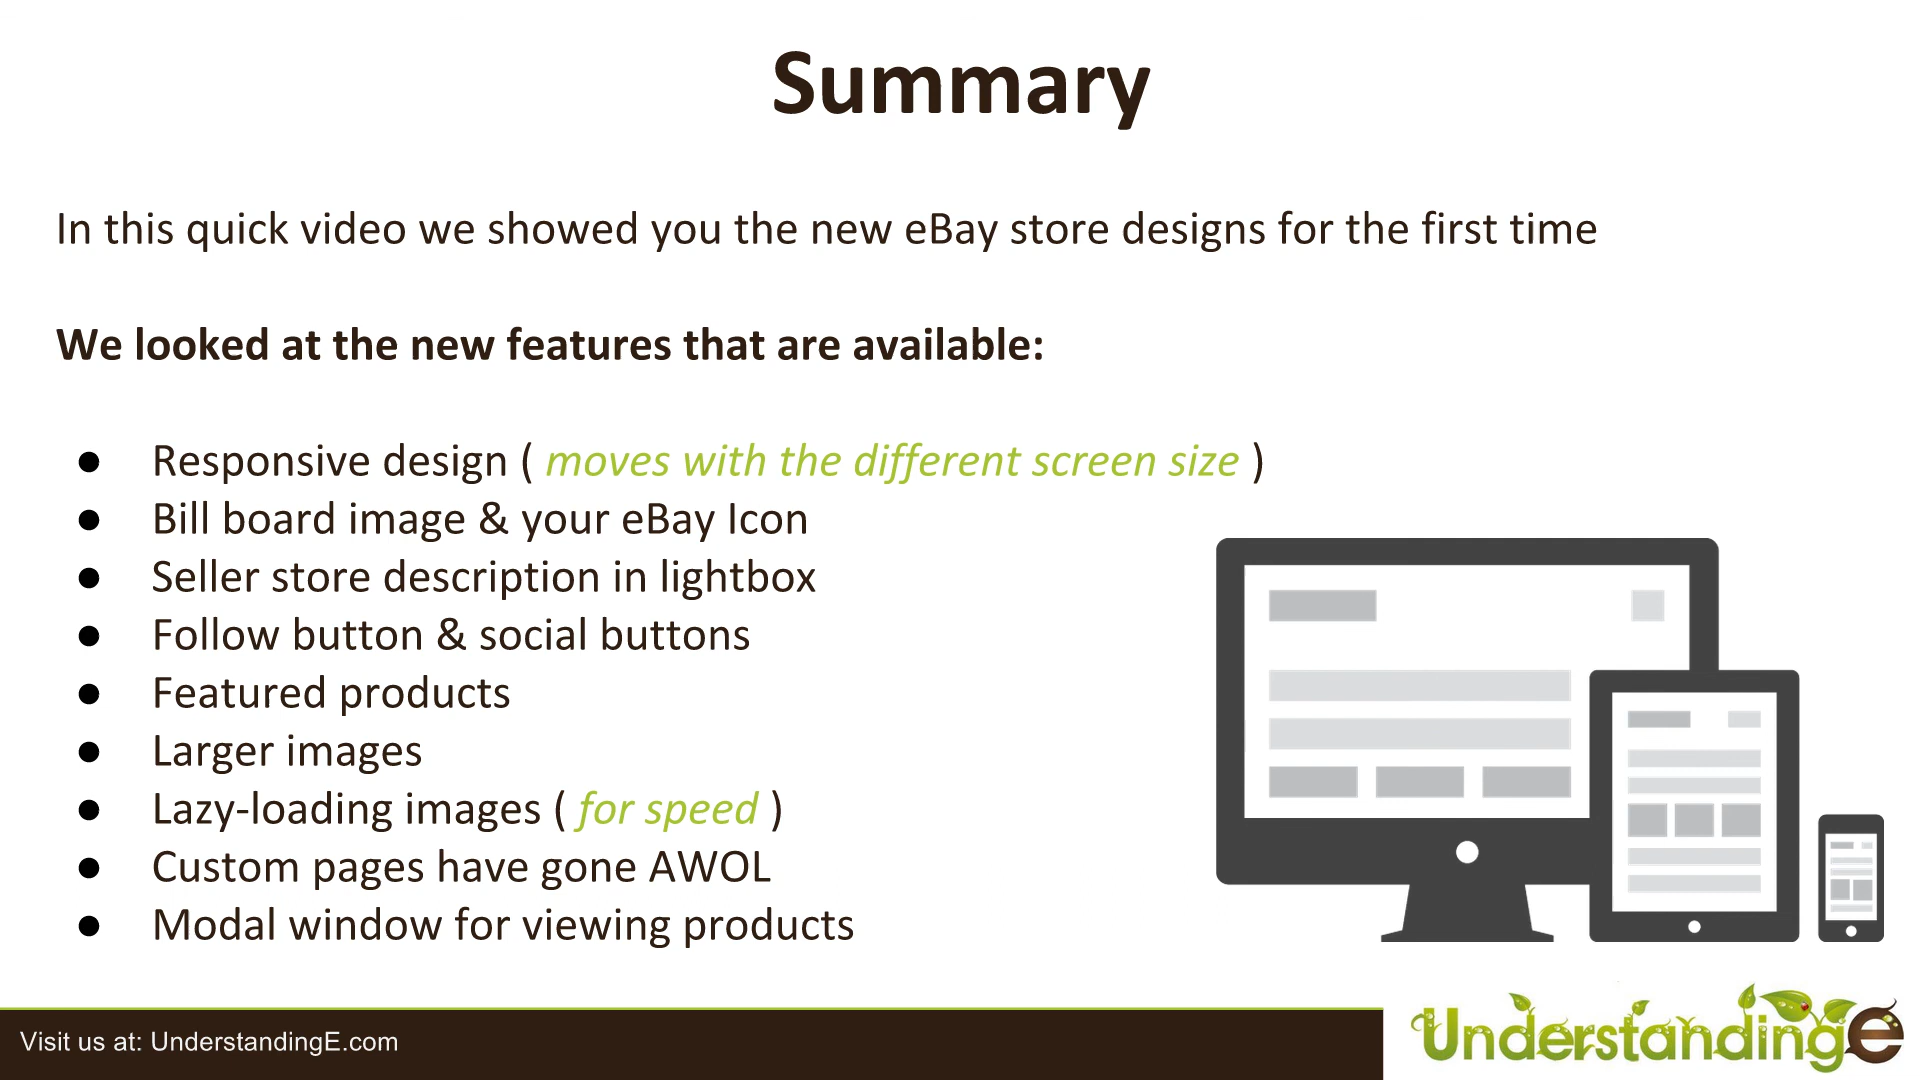 Summary
In this quick video we showed you the new eBay store designs for the first time
We looked at the new features that are available:
● Responsive design ( moves with the different screen size )
● Bill board image & your eBay Icon
● Seller store description in lightbox
● Follow button & social buttons
● Featured products
● Larger images
● Lazy-loading images ( for speed )
● Custom pages have gone AWOL
● Modal window for viewing products
Visit us at: UnderstandingE.com
UnderstandingE